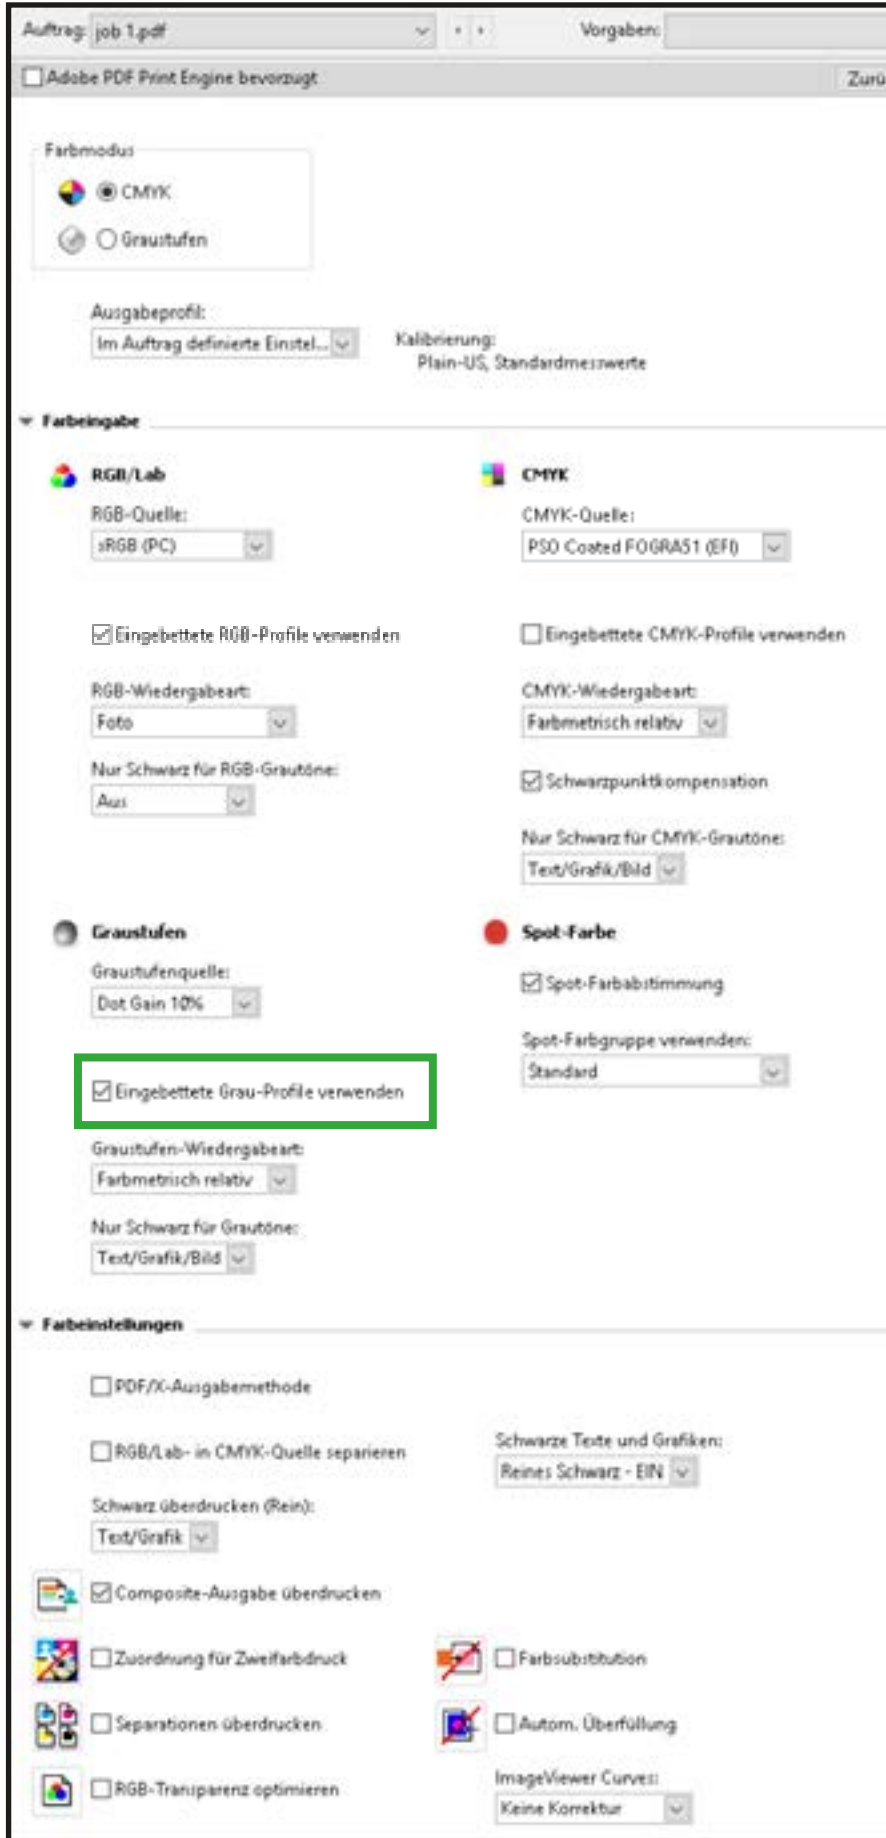 Auftrag: job 1.pdf Vorgaben:
Adobe PDF Print Engine bevorzugt
Farbmodus
CMYK
Graustufen
Ausgabeprofil:
Im Auftrag definierte Einstel...
Kalibrierung:
Plain-US, Standardmesswerte
Farbeingabe
RGB/Lab
RGB-Quelle:
sRGB (PC)
Eingebettete RGB-Profile verwenden
RGB-Wiedergabeart:
Foto
Nur Schwarz für RGB-Grautöne:
Aus
CMYK
CMYK-Quelle:
PSO Coated FOGRA51 (EFI)
Eingebettete CMYK-Profile verwenden
CMYK-Wiedergabeart:
Farbmetrisch relativ
Schwarzpunktkompensation
Nur Schwarz für CMYK-Grautöne:
Text/Grafik/Bild
Graustufen
Graustufenquelle:
Dot Gain 10%
Eingebettete Grau-Profile verwenden
Graustufen-Wiedergabeart:
Farbmetrisch relativ
Nur Schwarz für Grautöne:
Text/Grafik/Bild
Spot-Farbe
Spot-Farbabstimmung
Spot-Farbgruppe verwenden:
Standard
Farbeinstellungen
PDF/X-Ausgabemethode
RGB/Lab- in CMYK-Quelle separieren
Schwarz überdrucken (Rein):
Text/Grafik
Schwarze Texte und Grafiken:
Reines Schwarz - EIN
Composite-Ausgabe überdrucken
Zuordnung für Zweifarbdruck
Farbsubstitution
Separationen überdrucken
Autom. Überfüllung
RGB-Transparenz optimieren
ImageViewer Curves:
Keine Korrektur